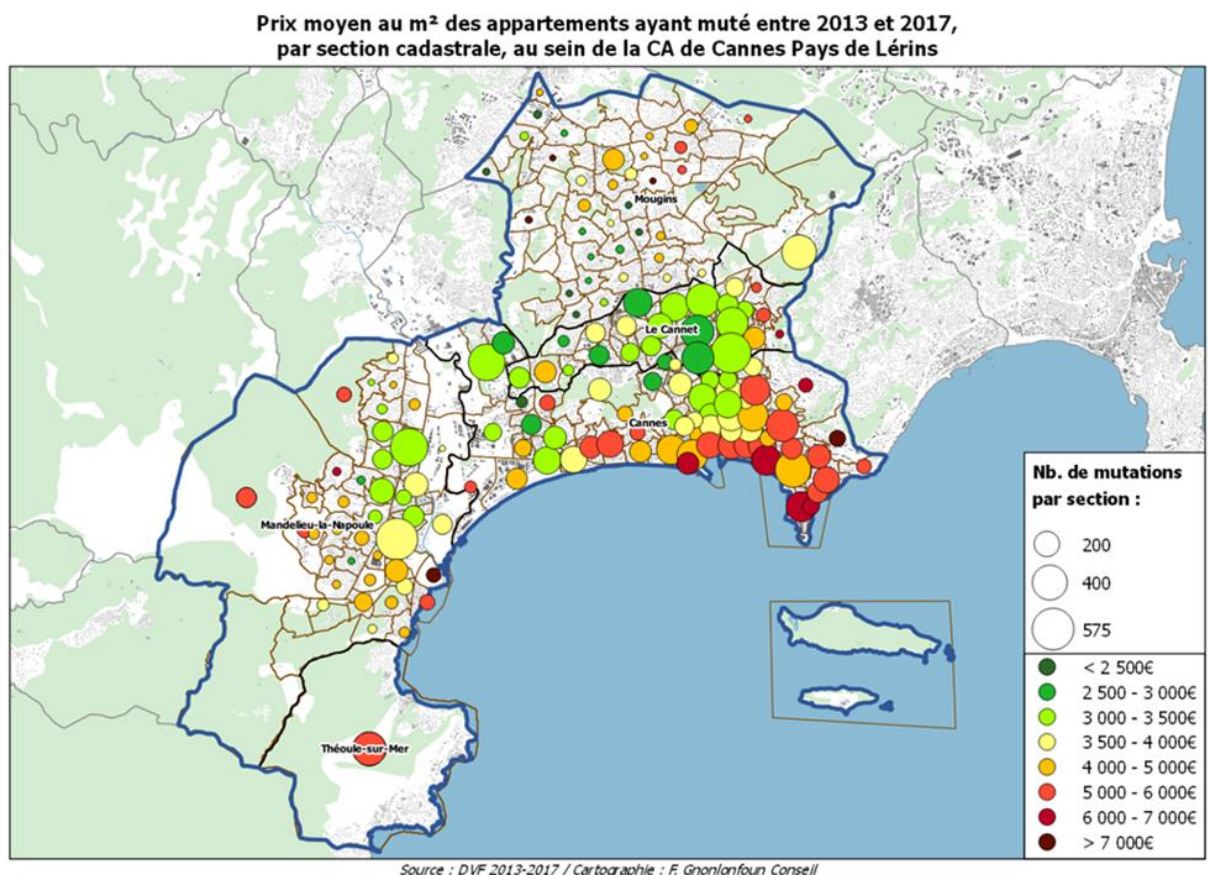 Prix moyen au m² des appartements ayant muté entre 2013 et 2017,
par section cadastrale, au sein de la CA de Cannes Pays de Lérins
Mougins
Le Cannet
Cannes
Mandelieu-la-Napoule
Théoule-sur-Mer
Nb. de mutations
par section :
200
400
575
< 2 500€
2 500 - 3 000€
3 000 - 3 500€
3 500 - 4 000€
4 000 - 5 000€
5 000 - 6 000€
6 000 - 7 000€
> 7 000€
Source : DVF 2013-2017 / Cartographie : F. Gnonlonfoun Conseil